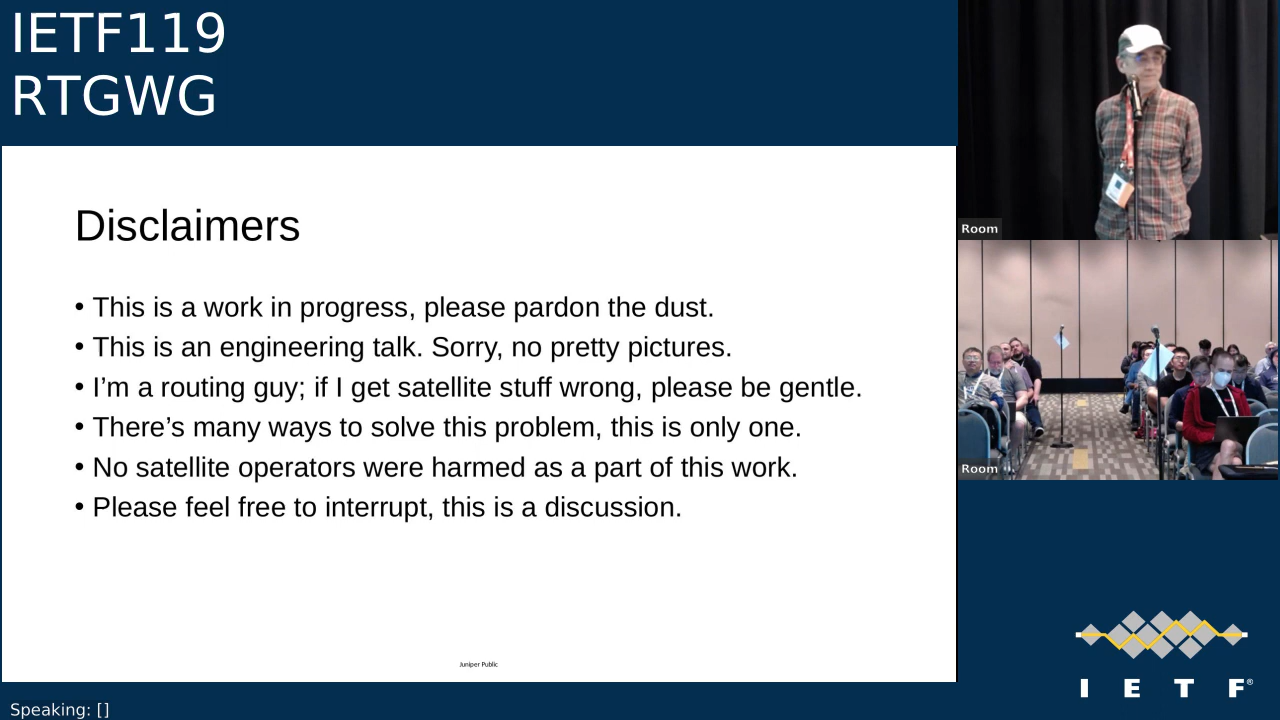 IETF119
RTGWG
Disclaimers
• This is a work in progress, please pardon the dust.
• This is an engineering talk. Sorry, no pretty pictures.
• I’m a routing guy; if I get satellite stuff wrong, please be gentle.
• There’s many ways to solve this problem, this is only one.
• No satellite operators were harmed as a part of this work.
• Please feel free to interrupt, this is a discussion.
Juniper Public
Room
Room
I E T F®
Speaking: []